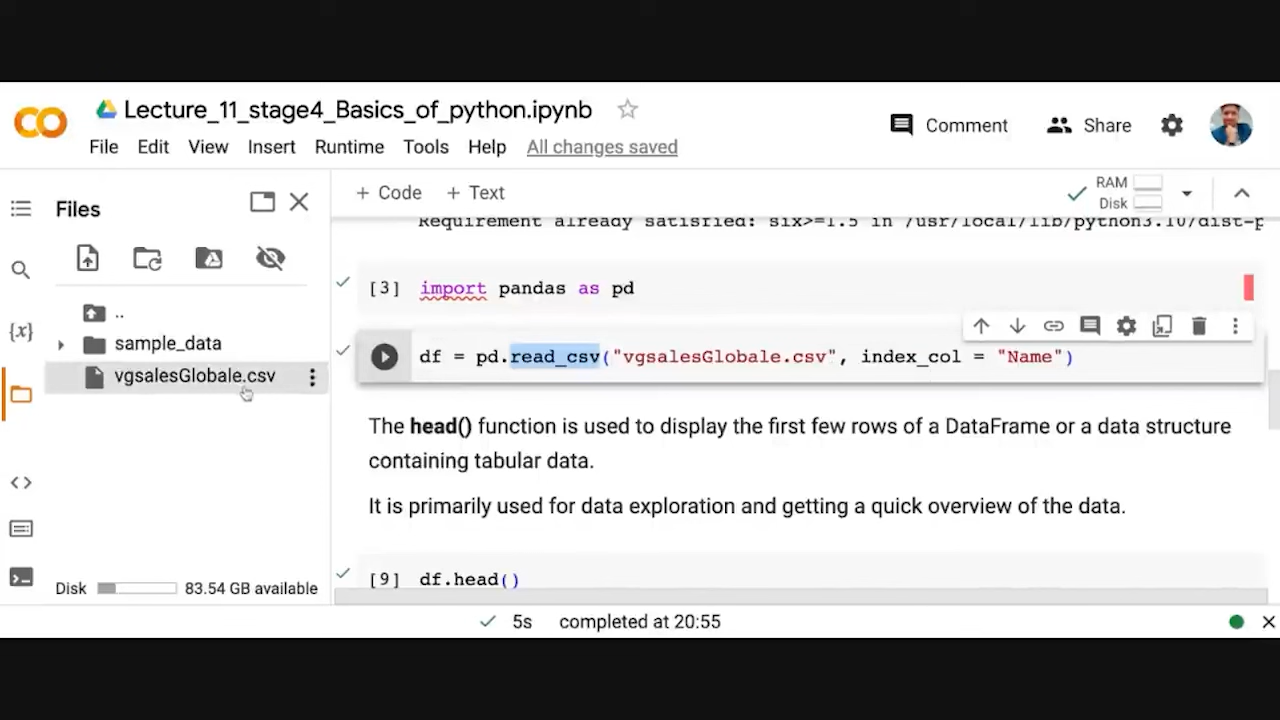 Lecture_11_stage4_Basics_of_python.ipynb
File Edit View Insert Runtime Tools Help All changes saved
Comment Share
Files
+ Code + Text
RAM
Disk
Requirement already satisfied: six>=1.5 in /usr/local/lib/python3.10/dist-p
..
sample_data
vgsalesGlobale.csv
Disk 83.54 GB available
[3] import pandas as pd
df = pd.read_csv("vgsalesGlobale.csv", index_col = "Name")
The head() function is used to display the first few rows of a DataFrame or a data structure
containing tabular data.
It is primarily used for data exploration and getting a quick overview of the data.
[9] df.head()
5s completed at 20:55